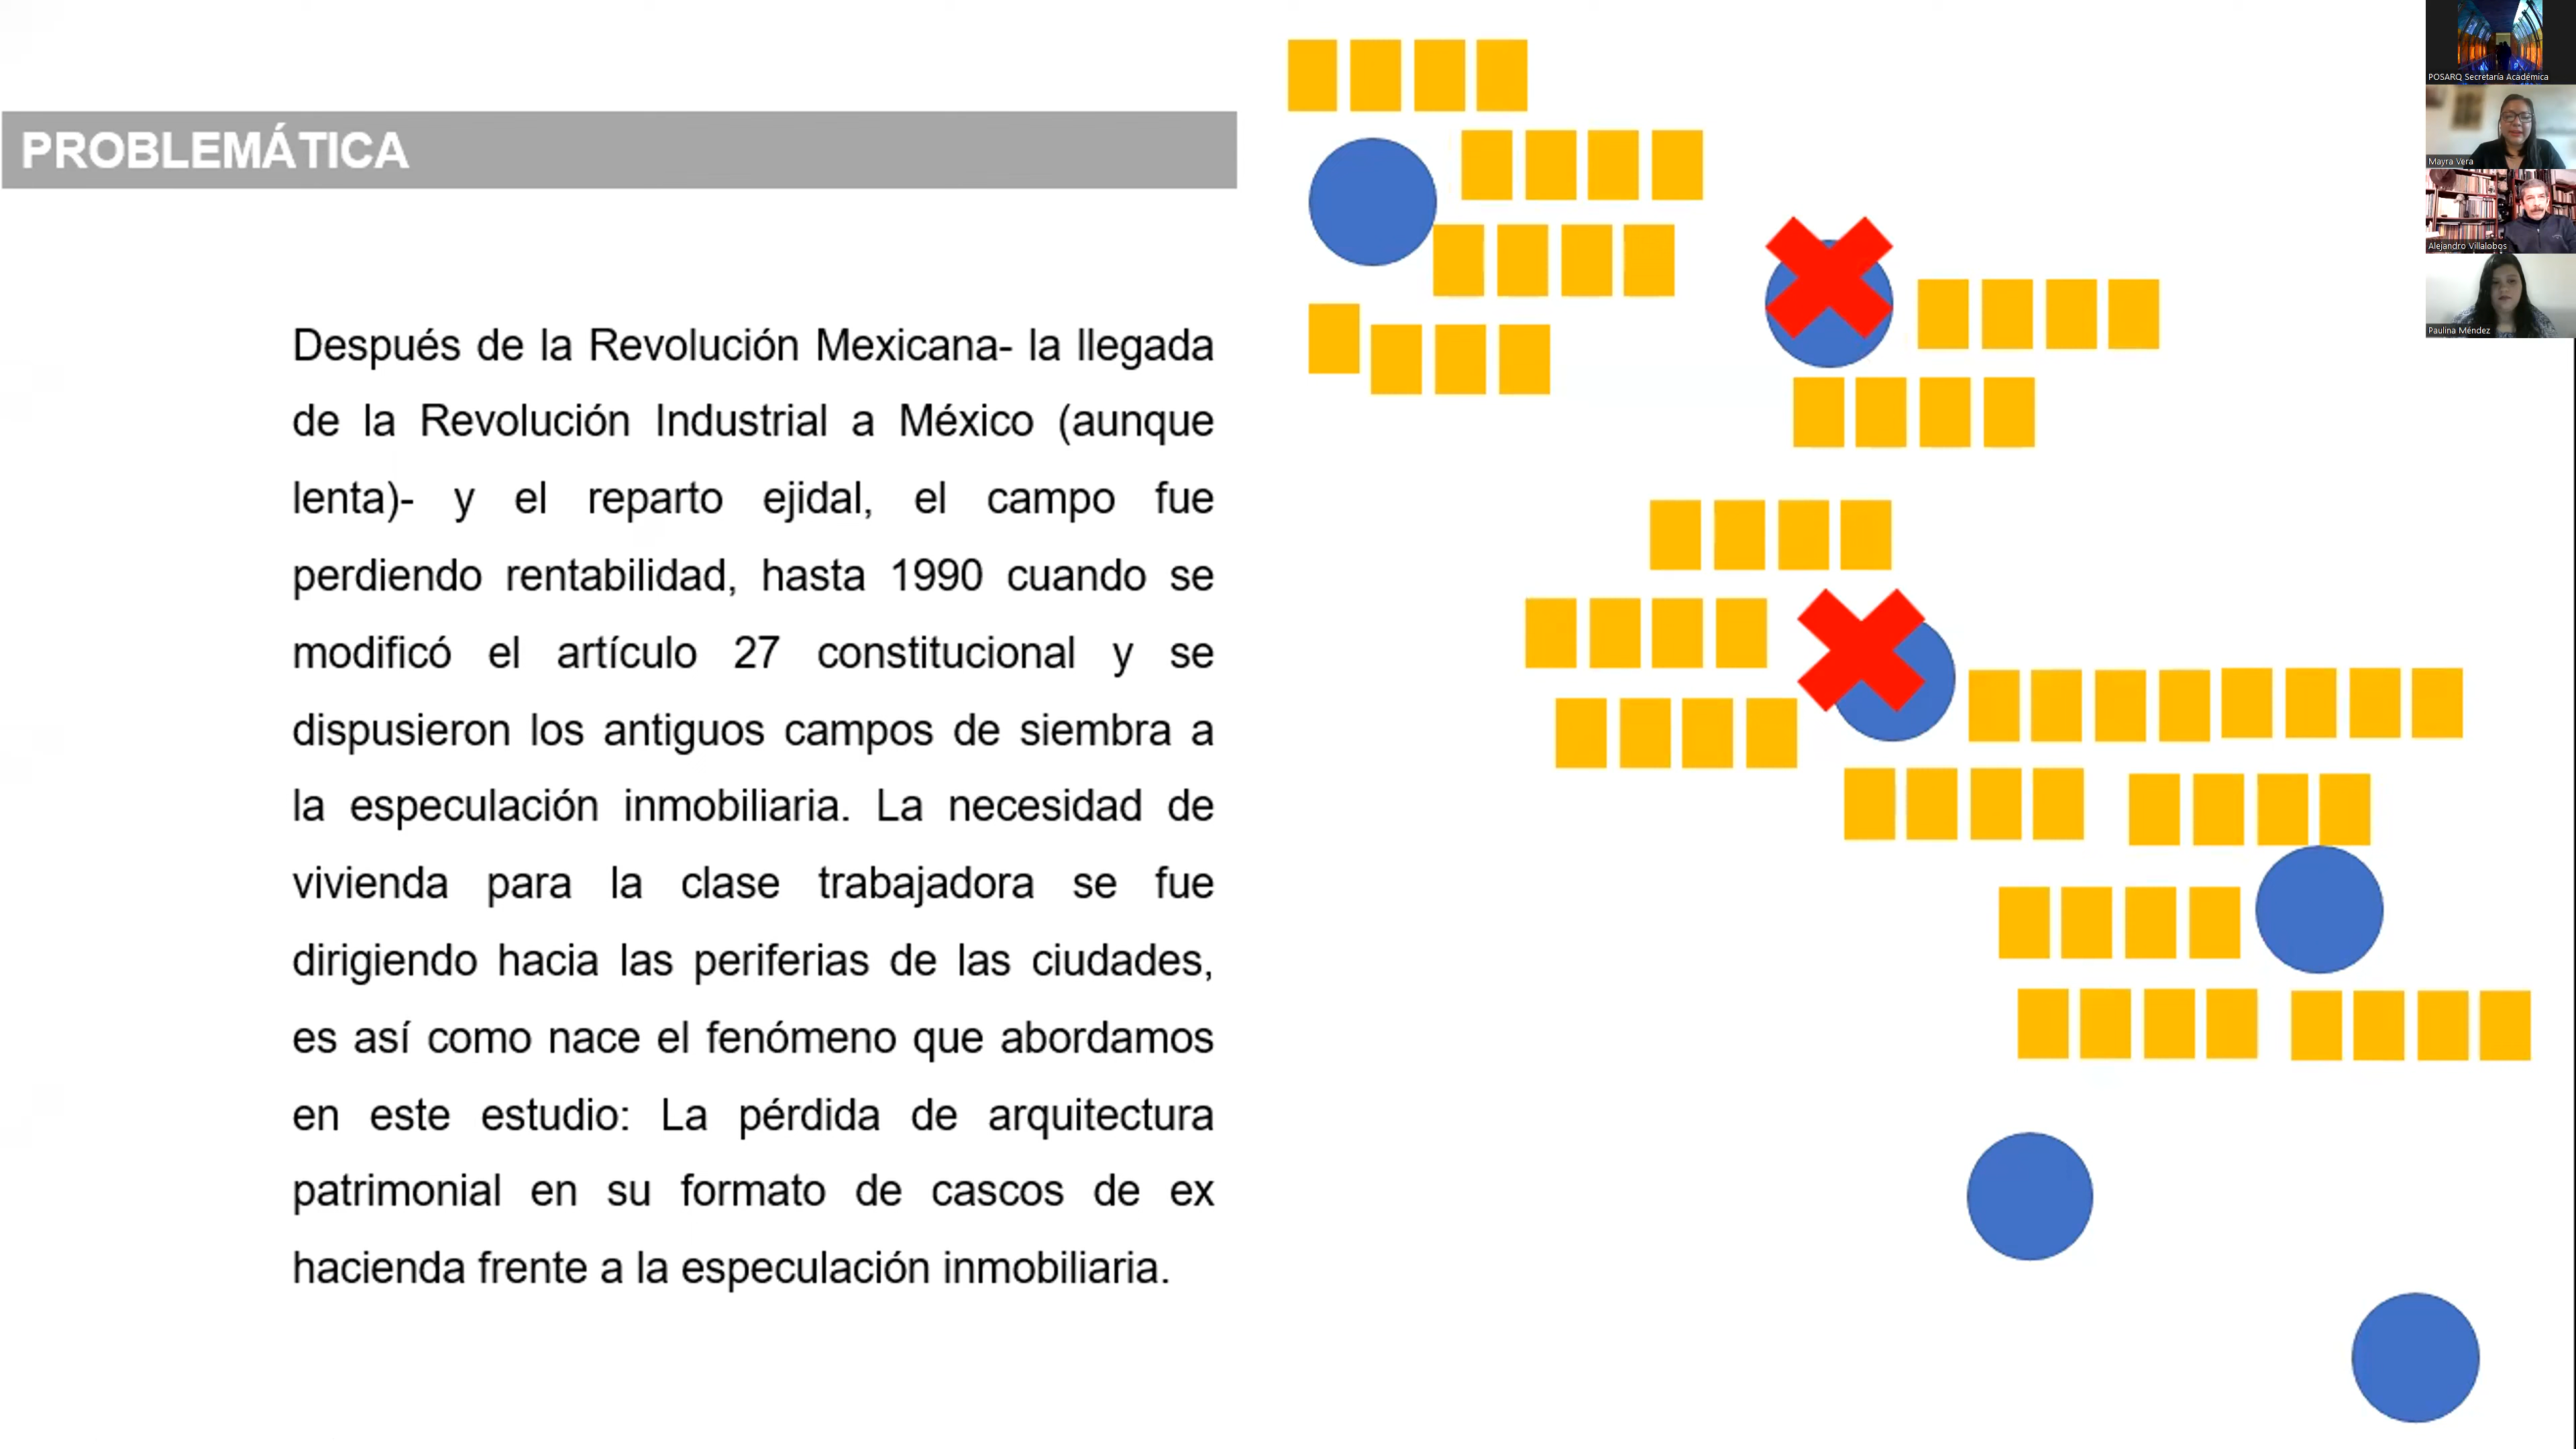 PROBLEMÁTICA
Después de la Revolución Mexicana- la llegada
de la Revolución Industrial a México (aunque
lenta)- y el reparto ejidal, el campo fue
perdiendo rentabilidad, hasta 1990 cuando se
modificó el artículo 27 constitucional y se
dispusieron los antiguos campos de siembra a
la especulación inmobiliaria. La necesidad de
vivienda para la clase trabajadora se fue
dirigiendo hacia las periferias de las ciudades,
es así como nace el fenómeno que abordamos
en este estudio: La pérdida de arquitectura
patrimonial en su formato de cascos de ex
hacienda frente a la especulación inmobiliaria.
POSARQ Secretaría Académica
Mayra Vera
Alejandro Villalobos
Paulina Méndez